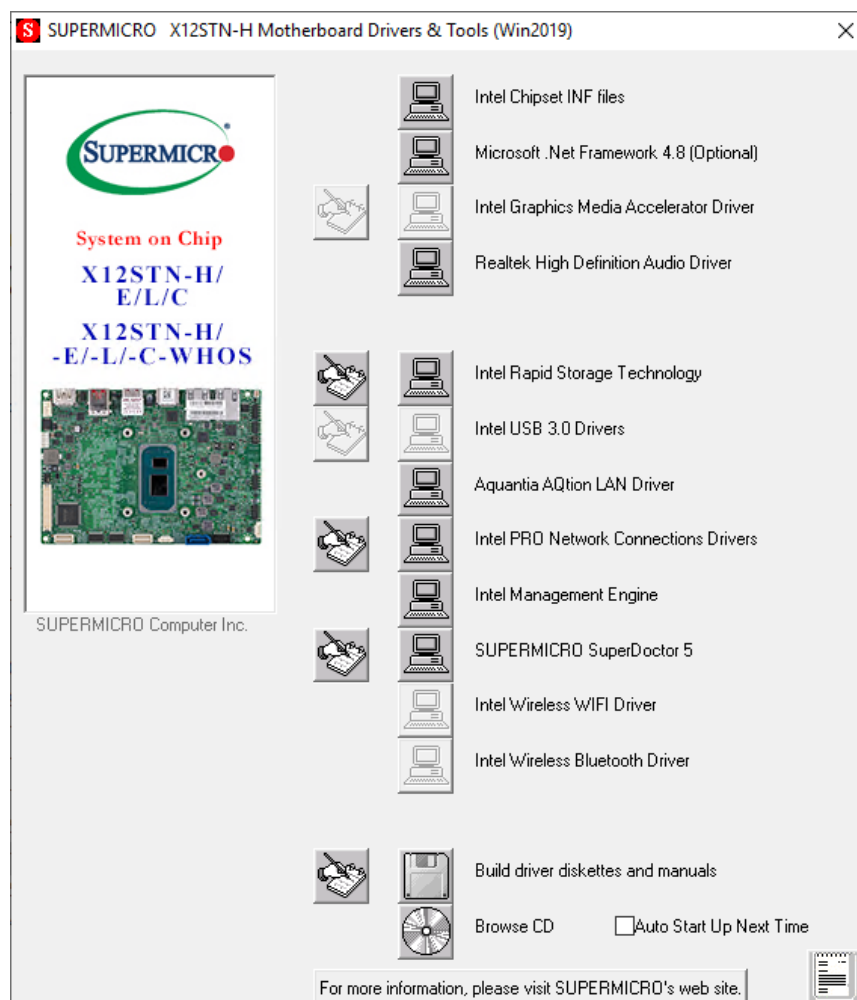 S SUPERMICRO X12STN-H Motherboard Drivers & Tools (Win2019)
SUPERMICR
System on Chip
X12STN-H/
E/L/C
X12STN-H/
-E/-L/-C-WHOS
SUPERMICRO Computer Inc.
Intel Chipset INF files
Microsoft .Net Framework 4.8 (Optional)
Intel Graphics Media Accelerator Driver
Realtek High Definition Audio Driver
Intel Rapid Storage Technology
Intel USB 3.0 Drivers
Aquantia AQtion LAN Driver
Intel PRO Network Connections Drivers
Intel Management Engine
SUPERMICRO SuperDoctor 5
Intel Wireless WIFI Driver
Intel Wireless Bluetooth Driver
Build driver diskettes and manuals
Browse CD
Auto Start Up Next Time
For more information, please visit SUPERMICRO's web site.